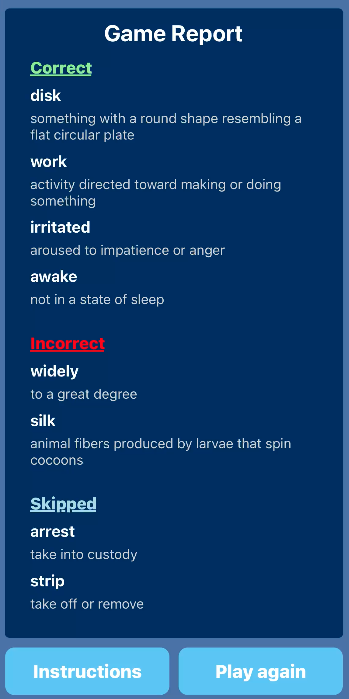 Game Report
Correct
disk
something with a round shape resembling a
flat circular plate
work
activity directed toward making or doing
something
irritated
aroused to impatience or anger
awake
not in a state of sleep
Incorrect
widely
to a great degree
silk
animal fibers produced by larvae that spin
cocoons
Skipped
arrest
take into custody
strip
take off or remove
Instructions
Play again